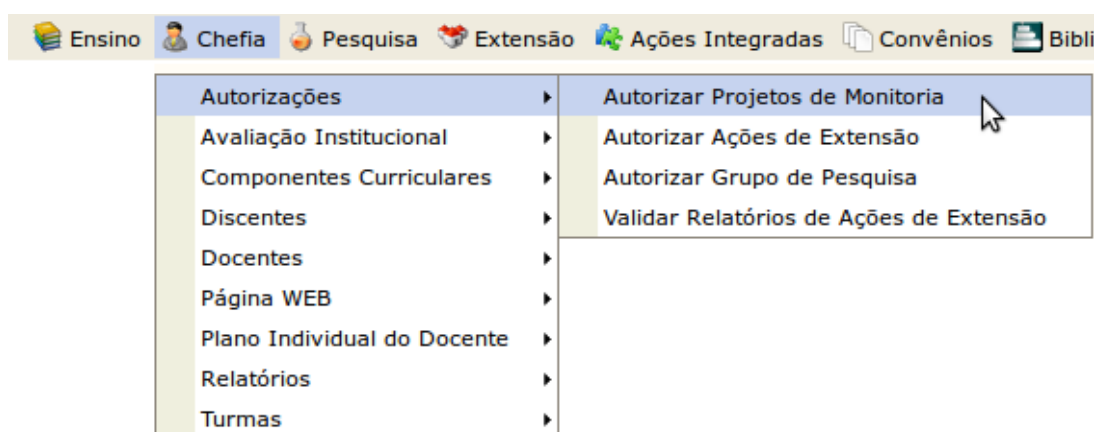 Ensino Chefia Pesquisa Extensão Ações Integradas Convênios Bibli
Autorizações
Avaliação Institucional
Componentes Curriculares
Discentes
Docentes
Página WEB
Plano Individual do Docente
Relatórios
Turmas
Autorizar Projetos de Monitoria
Autorizar Ações de Extensão
Autorizar Grupo de Pesquisa
Validar Relatórios de Ações de Extensão